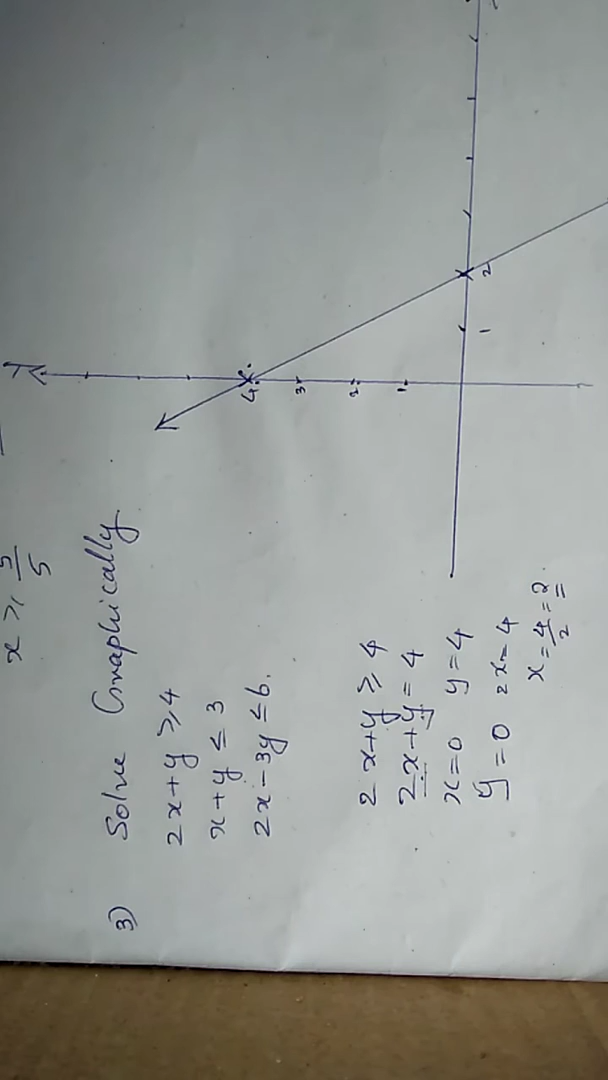 x ≥ 5/5
3) Solve Graphically
2x+y ≥ 4
x+y ≤ 3
2x-3y ≤ 6.
2x+y ≥ 4
2x+y = 4
x=0 y=4
y=0 2x=4
x=4/2=2.
Y
4
3
2
1
1 2